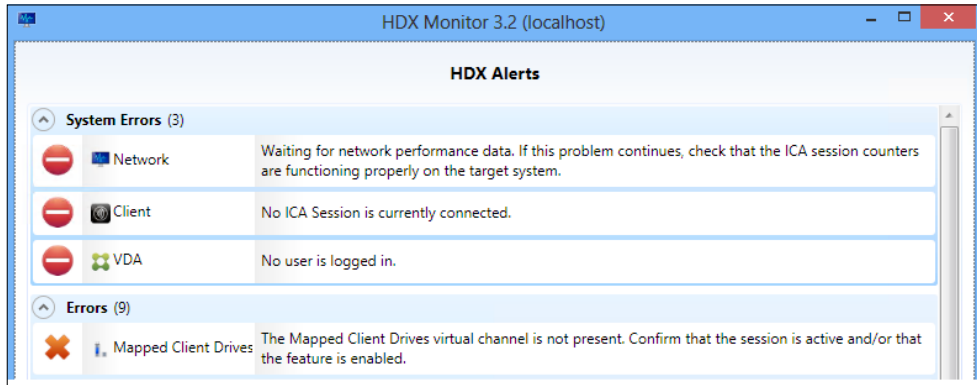 HDX Monitor 3.2 (localhost)
HDX Alerts
System Errors (3)
Network
Waiting for network performance data. If this problem continues, check that the ICA session counters
are functioning properly on the target system.
Client
No ICA Session is currently connected.
VDA
No user is logged in.
Errors (9)
Mapped Client Drives
The Mapped Client Drives virtual channel is not present. Confirm that the session is active and/or that
the feature is enabled.